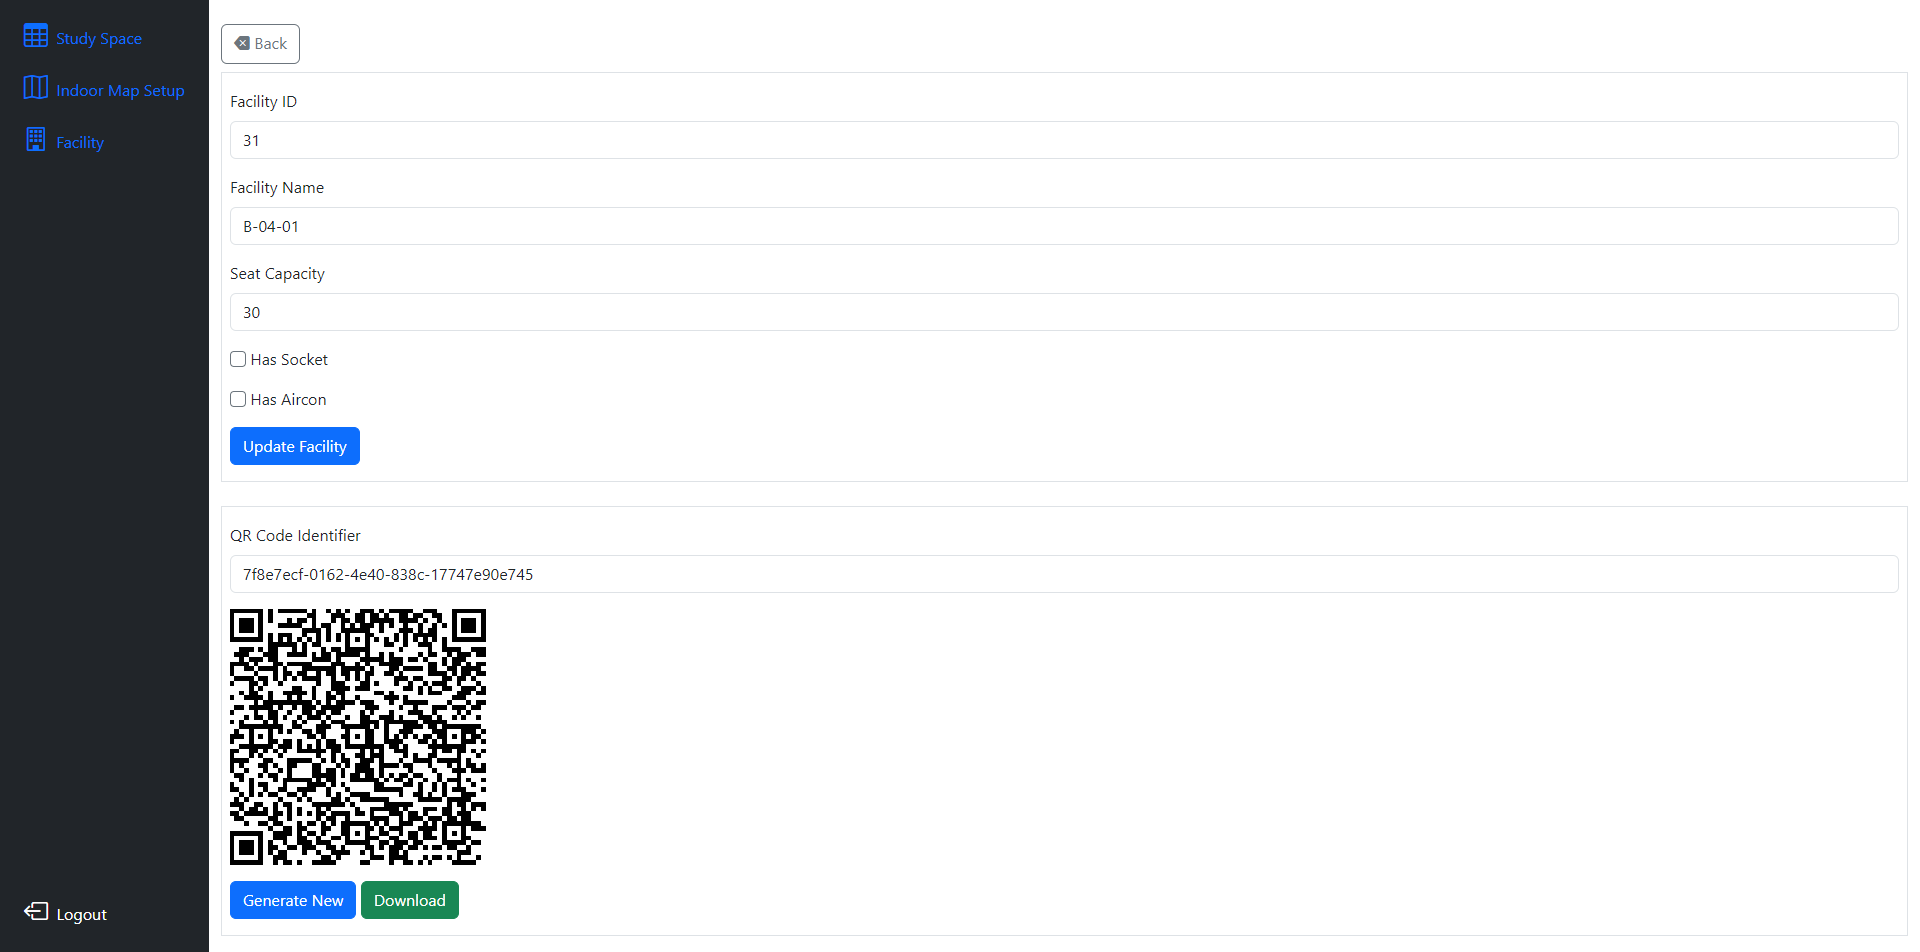 Study Space
Indoor Map Setup
Facility
Logout
Back
Facility ID
31
Facility Name
B-04-01
Seat Capacity
30
Has Socket
Has Aircon
Update Facility
QR Code Identifier
7f8e7ecf-0162-4e40-838c-17747e90e745
Generate New
Download